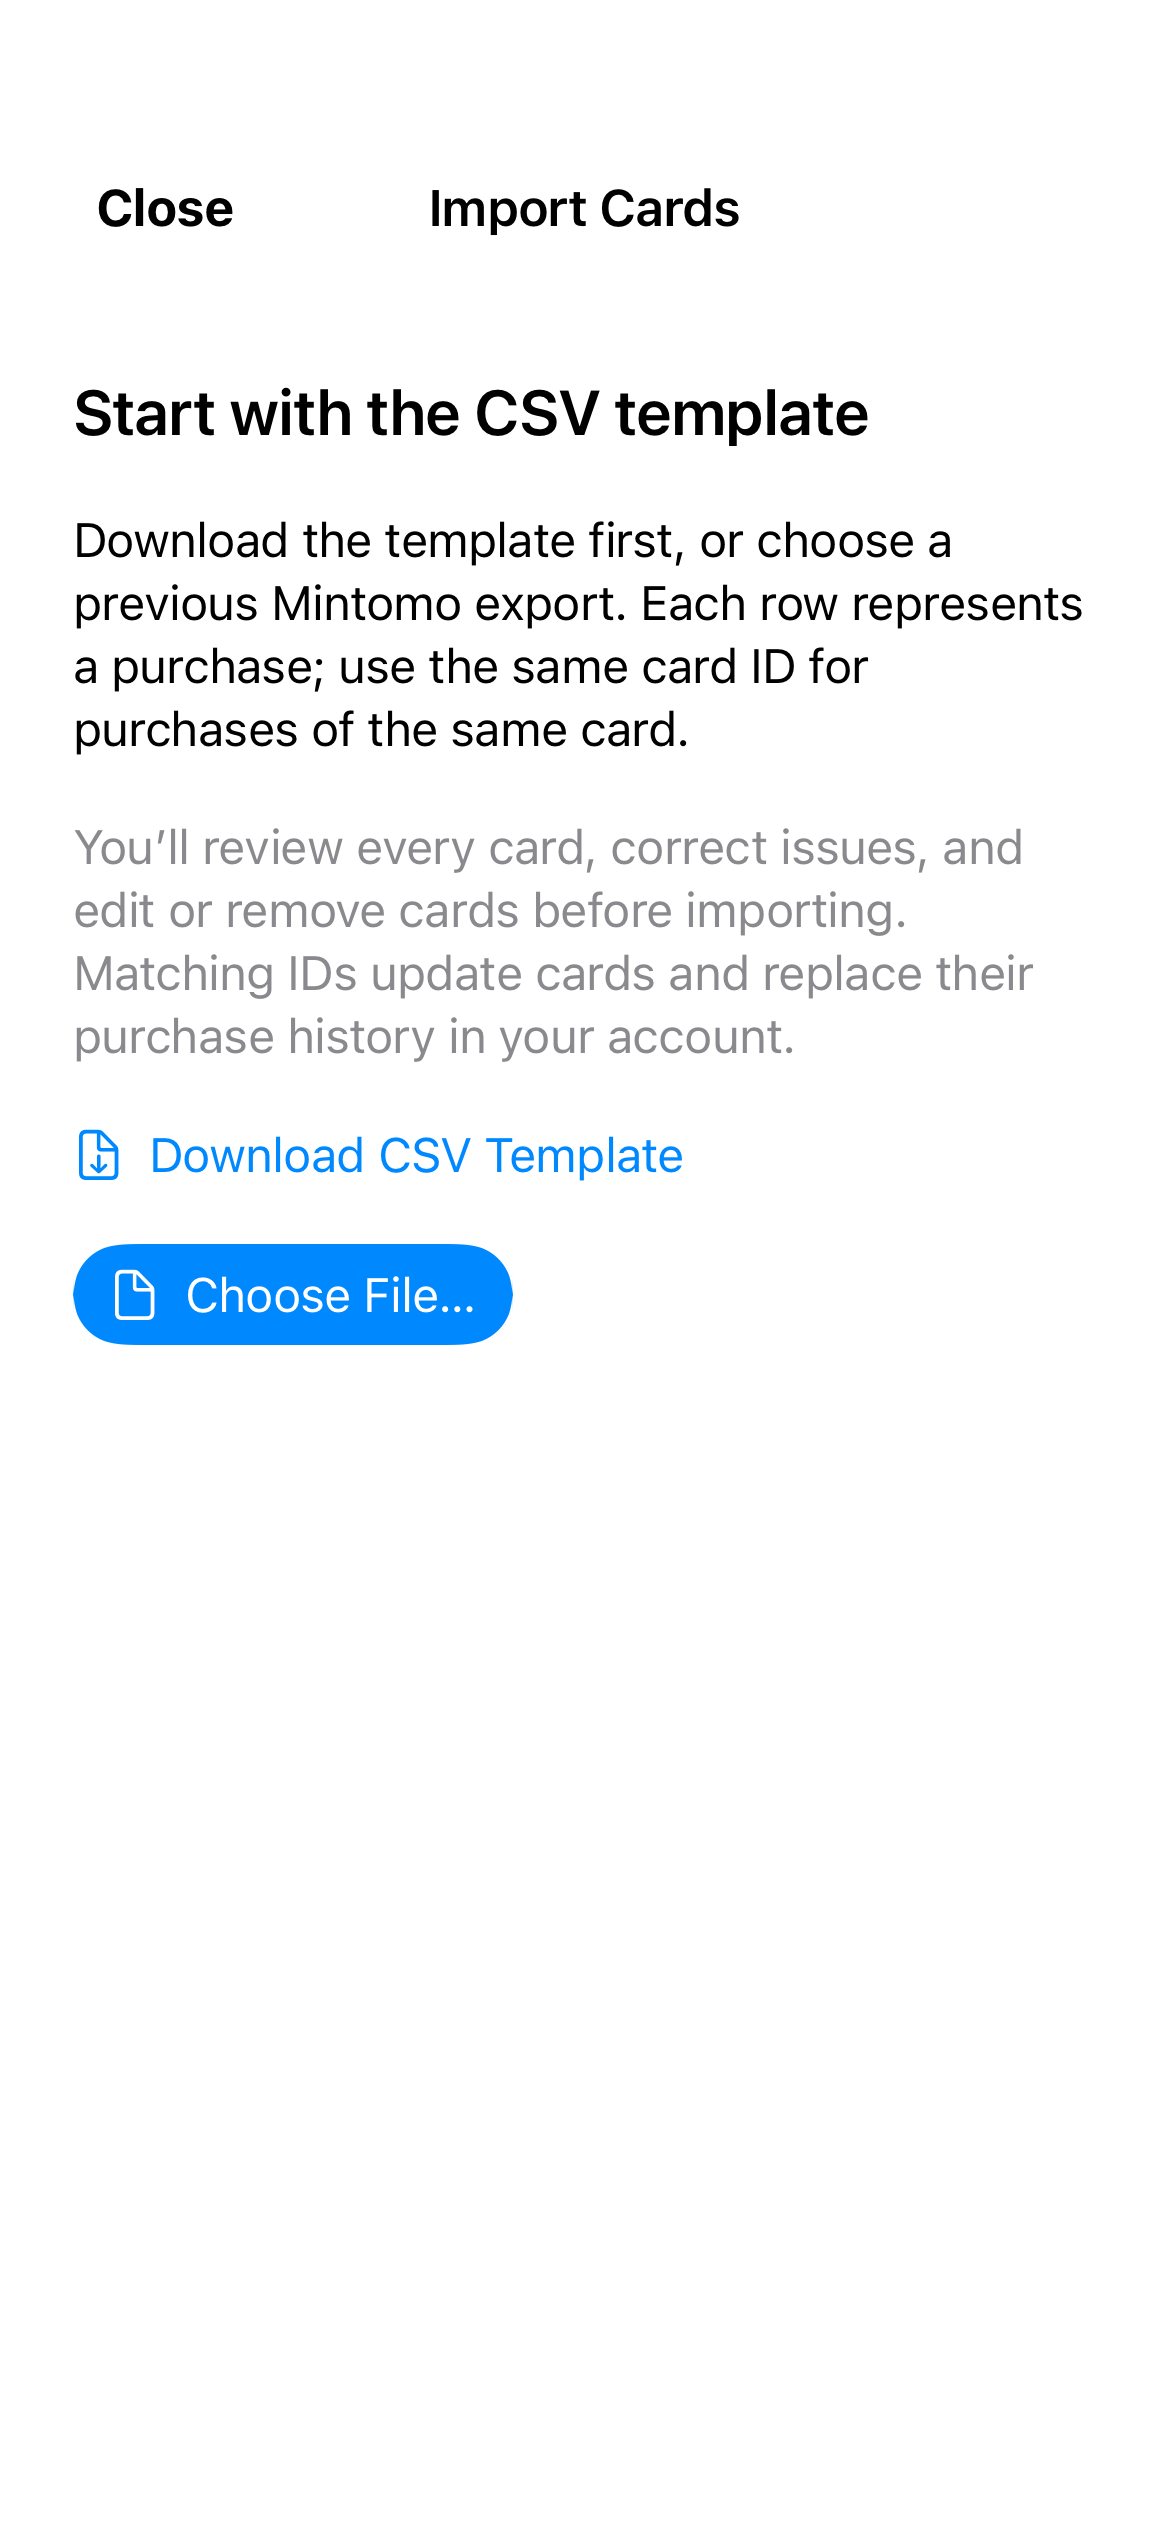 Close
Import Cards
Start with the CSV template
Download the template first, or choose a
previous Mintomo export. Each row represents
a purchase; use the same card ID for
purchases of the same card.
You’ll review every card, correct issues, and
edit or remove cards before importing.
Matching IDs update cards and replace their
purchase history in your account.
Download CSV Template
Choose File...